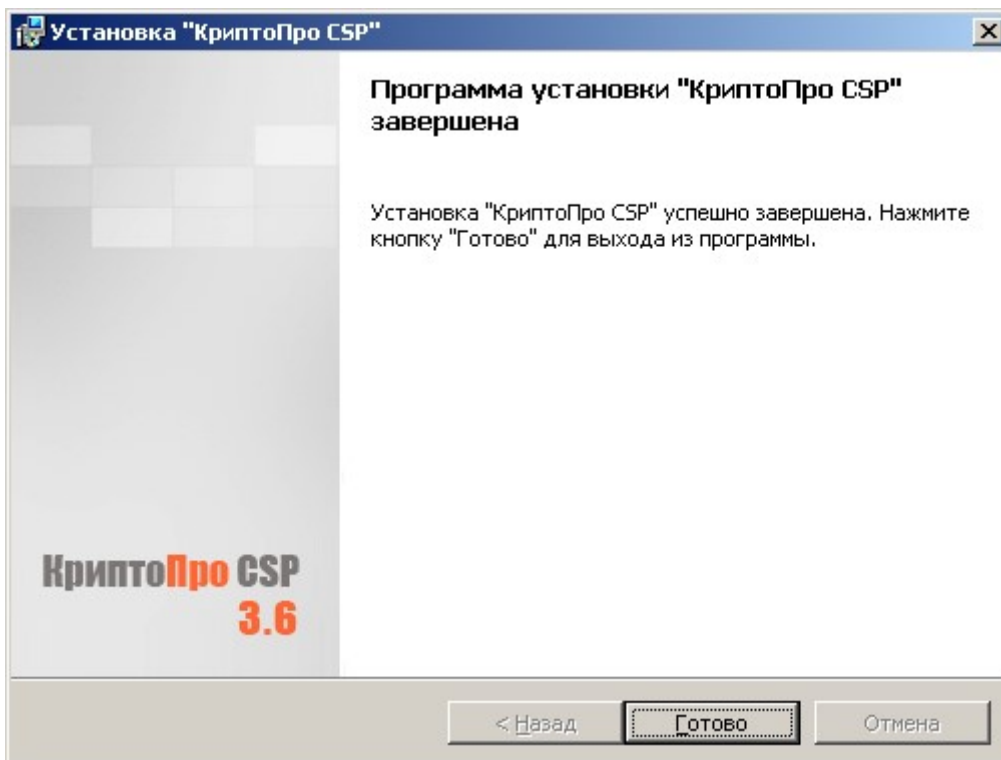 Установка "КриптоПро CSP"
Программа установки "КриптоПро CSP"
завершена
Установка "КриптоПро CSP" успешно завершена. Нажмите
кнопку "Готово" для выхода из программы.
КриптоПро CSP
3.6
< Назад
Готово
Отмена